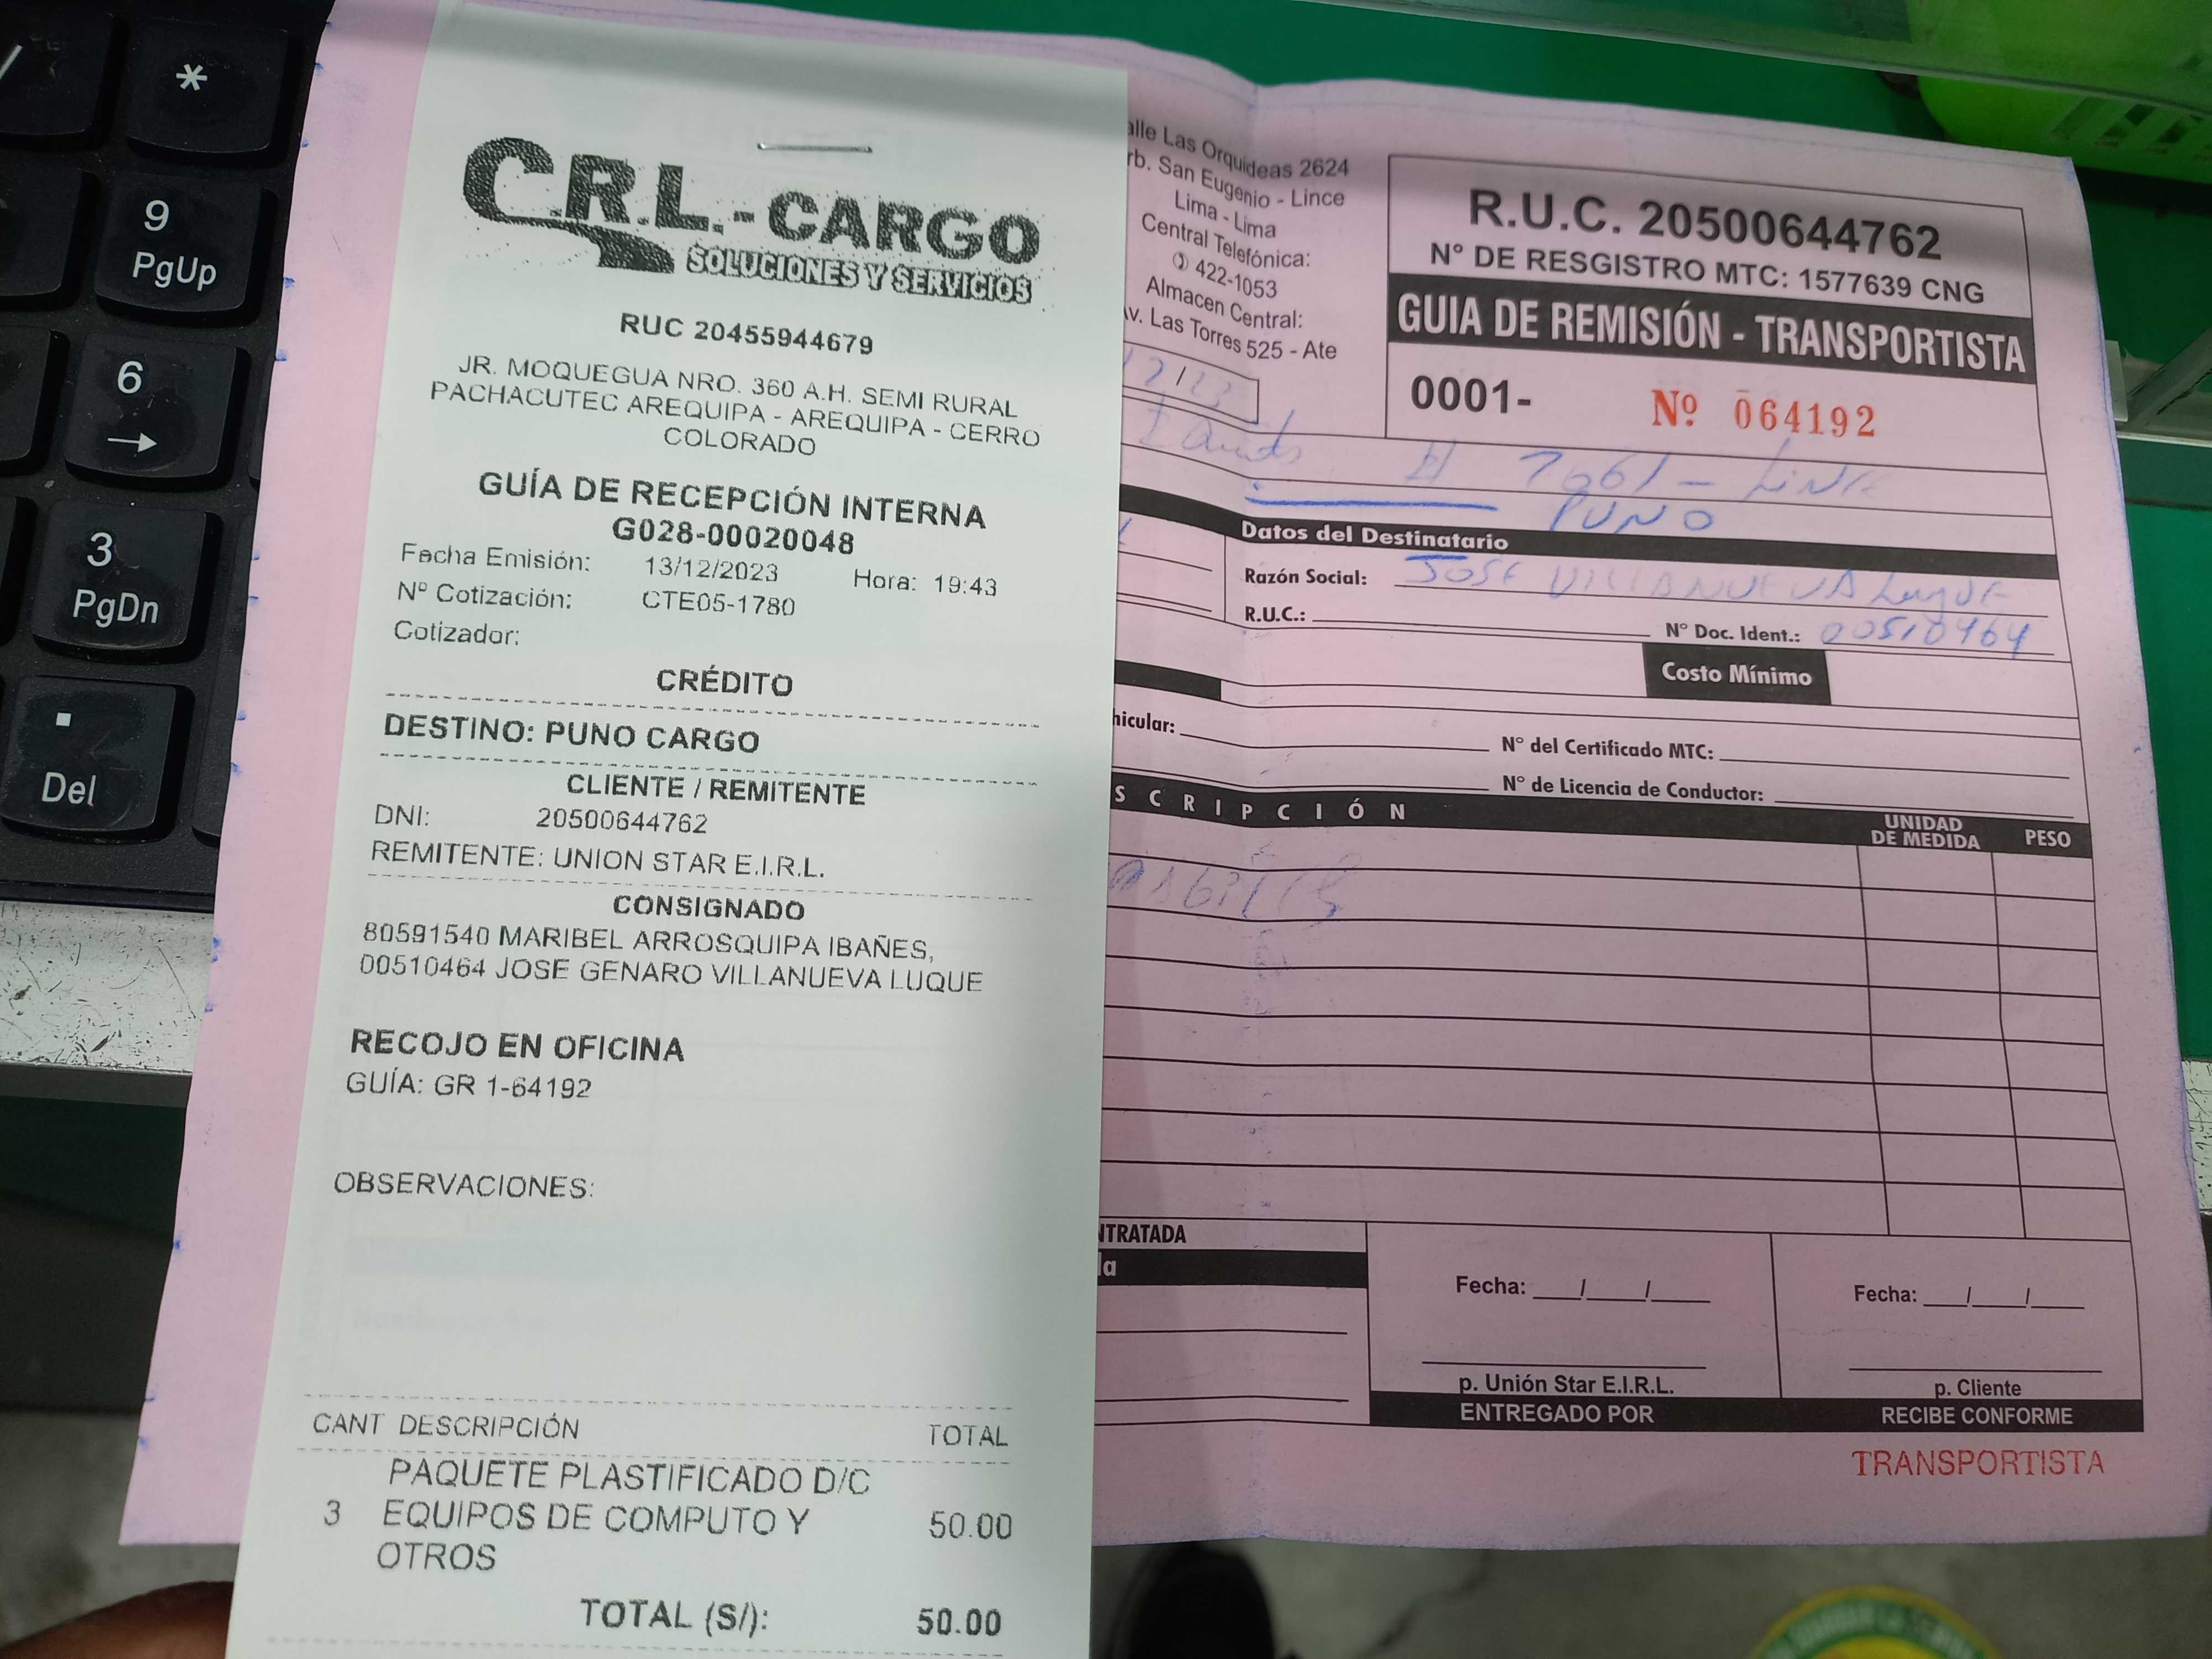 /
*
9
PgUp
6
→
3
PgDn
.
Del
C.R.L.-CARGO
SOLUCIONES Y SERVICIOS
RUC 20455944679
JR. MOQUEGUA NRO. 360 A.H. SEMI RURAL
PACHACUTEC AREQUIPA - AREQUIPA - CERRO
COLORADO
GUÍA DE RECEPCIÓN INTERNA
G028-00020048
Fecha Emisión: 13/12/2023 Hora: 19:43
Nº Cotización: CTE05-1780
Cotizador:
CRÉDITO
DESTINO: PUNO CARGO
CLIENTE / REMITENTE
DNI: 20500644762
REMITENTE: UNION STAR E.I.R.L.
CONSIGNADO
80591540 MARIBEL ARROSQUIPA IBAÑES,
00510464 JOSE GENARO VILLANUEVA LUQUE
RECOJO EN OFICINA
GUÍA: GR 1-64192
OBSERVACIONES:
CANT DESCRIPCIÓN TOTAL
PAQUETE PLASTIFICADO D/C
3 EQUIPOS DE COMPUTO Y 50.00
OTROS
TOTAL (S/): 50.00
alle Las Orquideas 2624
rb. San Eugenio - Lince
Lima - Lima
Central Telefónica:
422-1053
Almacen Central:
Av. Las Torres 525 - Ate
R.U.C. 20500644762
N° DE RESGISTRO MTC: 1577639 CNG
GUIA DE REMISIÓN - TRANSPORTISTA
0001- Nº 064192
PUNO
Datos del Destinatario
Razón Social: JOSE VILLANUEVA Luque
R.U.C.: N° Doc. Ident.: 00510464
Costo Mínimo
hicular: N° del Certificado MTC:
N° de Licencia de Conductor:
SCRIPCIÓN UNIDAD DE MEDIDA PESO
NTRATADA
da
Fecha: / / Fecha: / /
p. Unión Star E.I.R.L. p. Cliente
ENTREGADO POR RECIBE CONFORME
TRANSPORTISTA